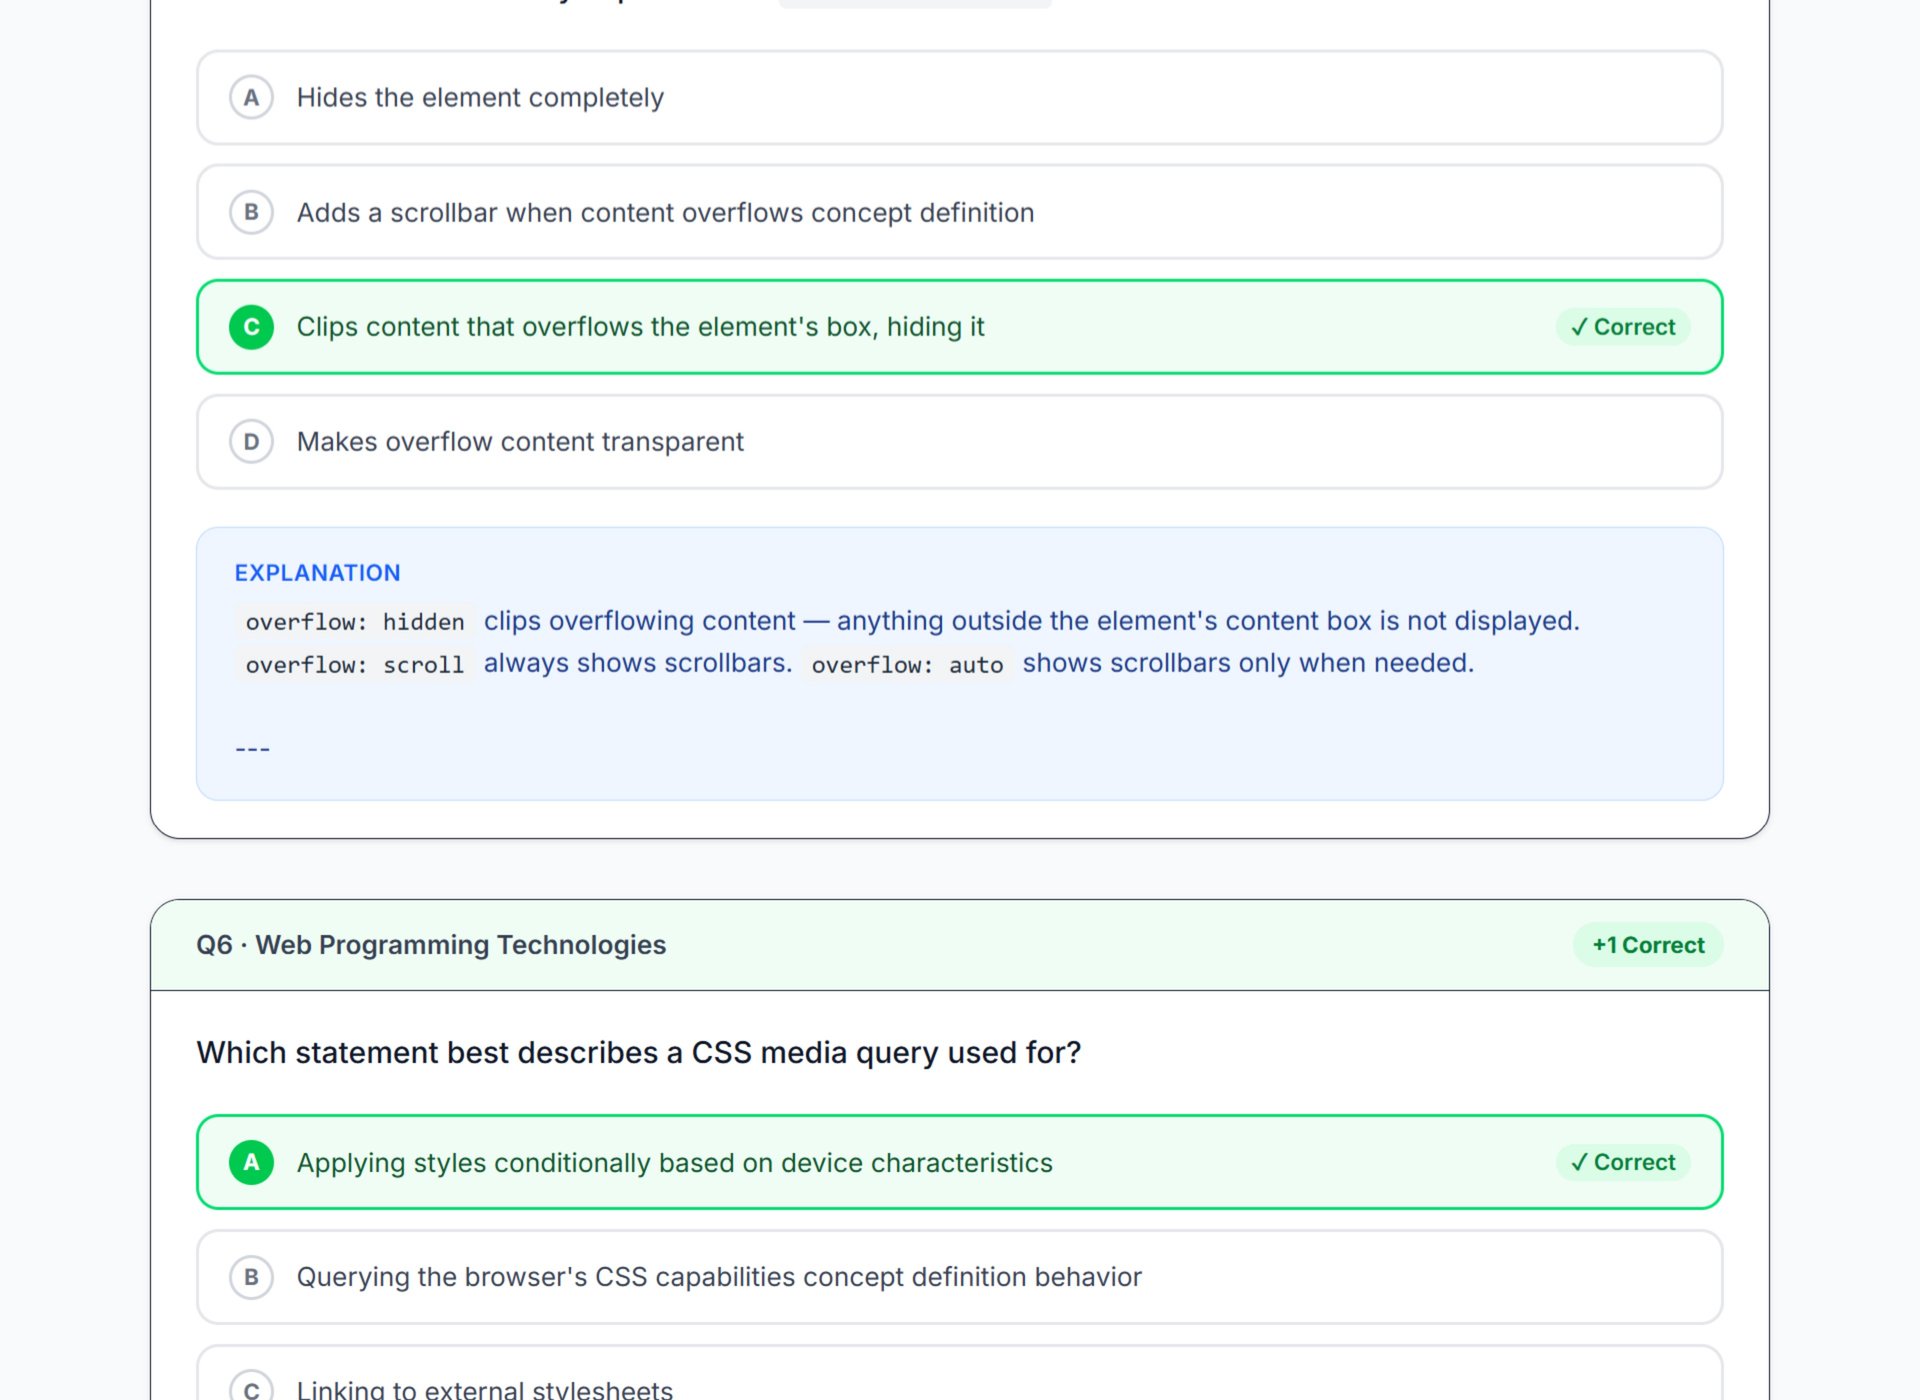 A Hides the element completely
B Adds a scrollbar when content overflows concept definition
C Clips content that overflows the element's box, hiding it ✓ Correct
D Makes overflow content transparent
EXPLANATION
overflow: hidden clips overflowing content — anything outside the element's content box is not displayed.
overflow: scroll always shows scrollbars. overflow: auto shows scrollbars only when needed.
---
Q6 · Web Programming Technologies +1 Correct
Which statement best describes a CSS media query used for?
A Applying styles conditionally based on device characteristics ✓ Correct
B Querying the browser's CSS capabilities concept definition behavior
C Linking to external stylesheets